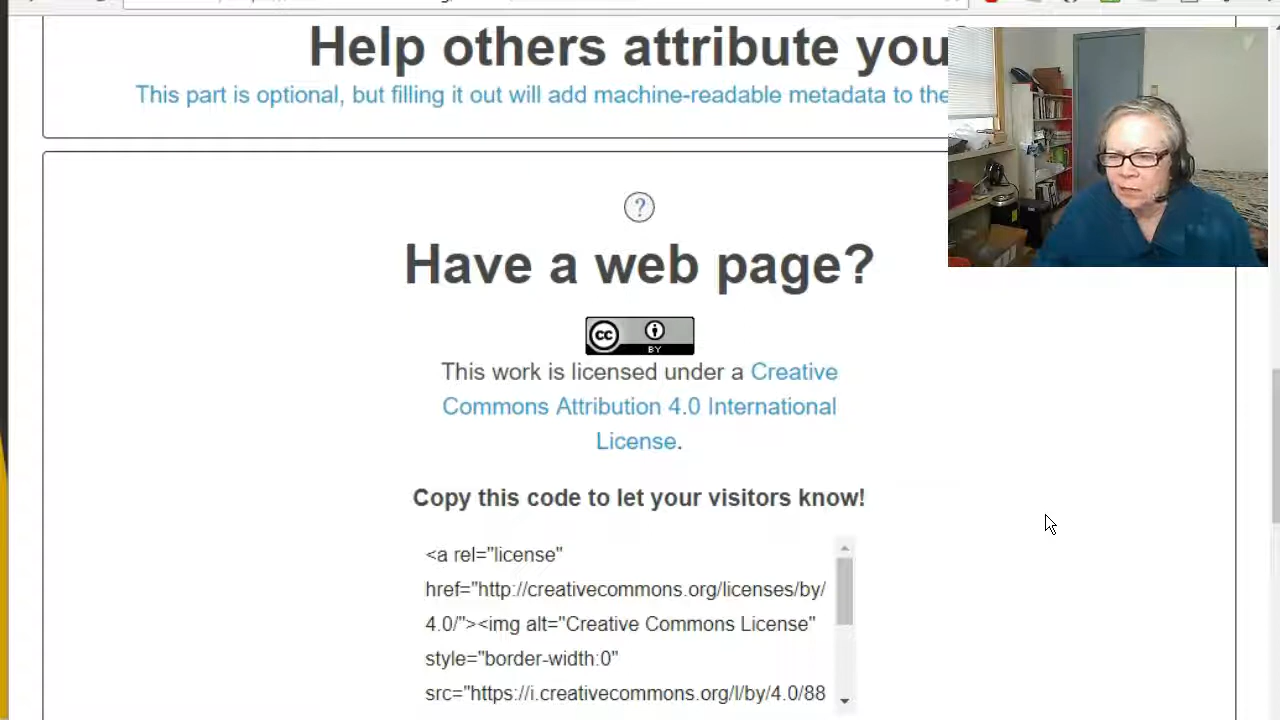 Help others attribute you
This part is optional, but filling it out will add machine-readable metadata to the
?
Have a web page?
cc
BY
This work is licensed under a Creative
Commons Attribution 4.0 International
License.
Copy this code to let your visitors know!
<a rel="license"
href="http://creativecommons.org/licenses/by/
4.0/"><img alt="Creative Commons License"
style="border-width:0"
src="https://i.creativecommons.org/l/by/4.0/88